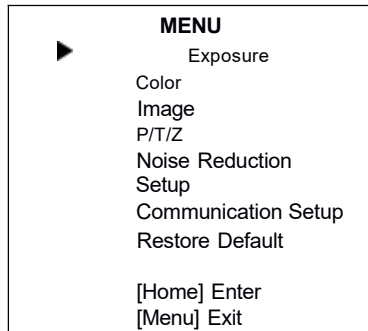 MENU
Exposure
Color
Image
P/T/Z
Noise Reduction
Setup
Communication Setup
Restore Default
[Home] Enter
[Menu] Exit